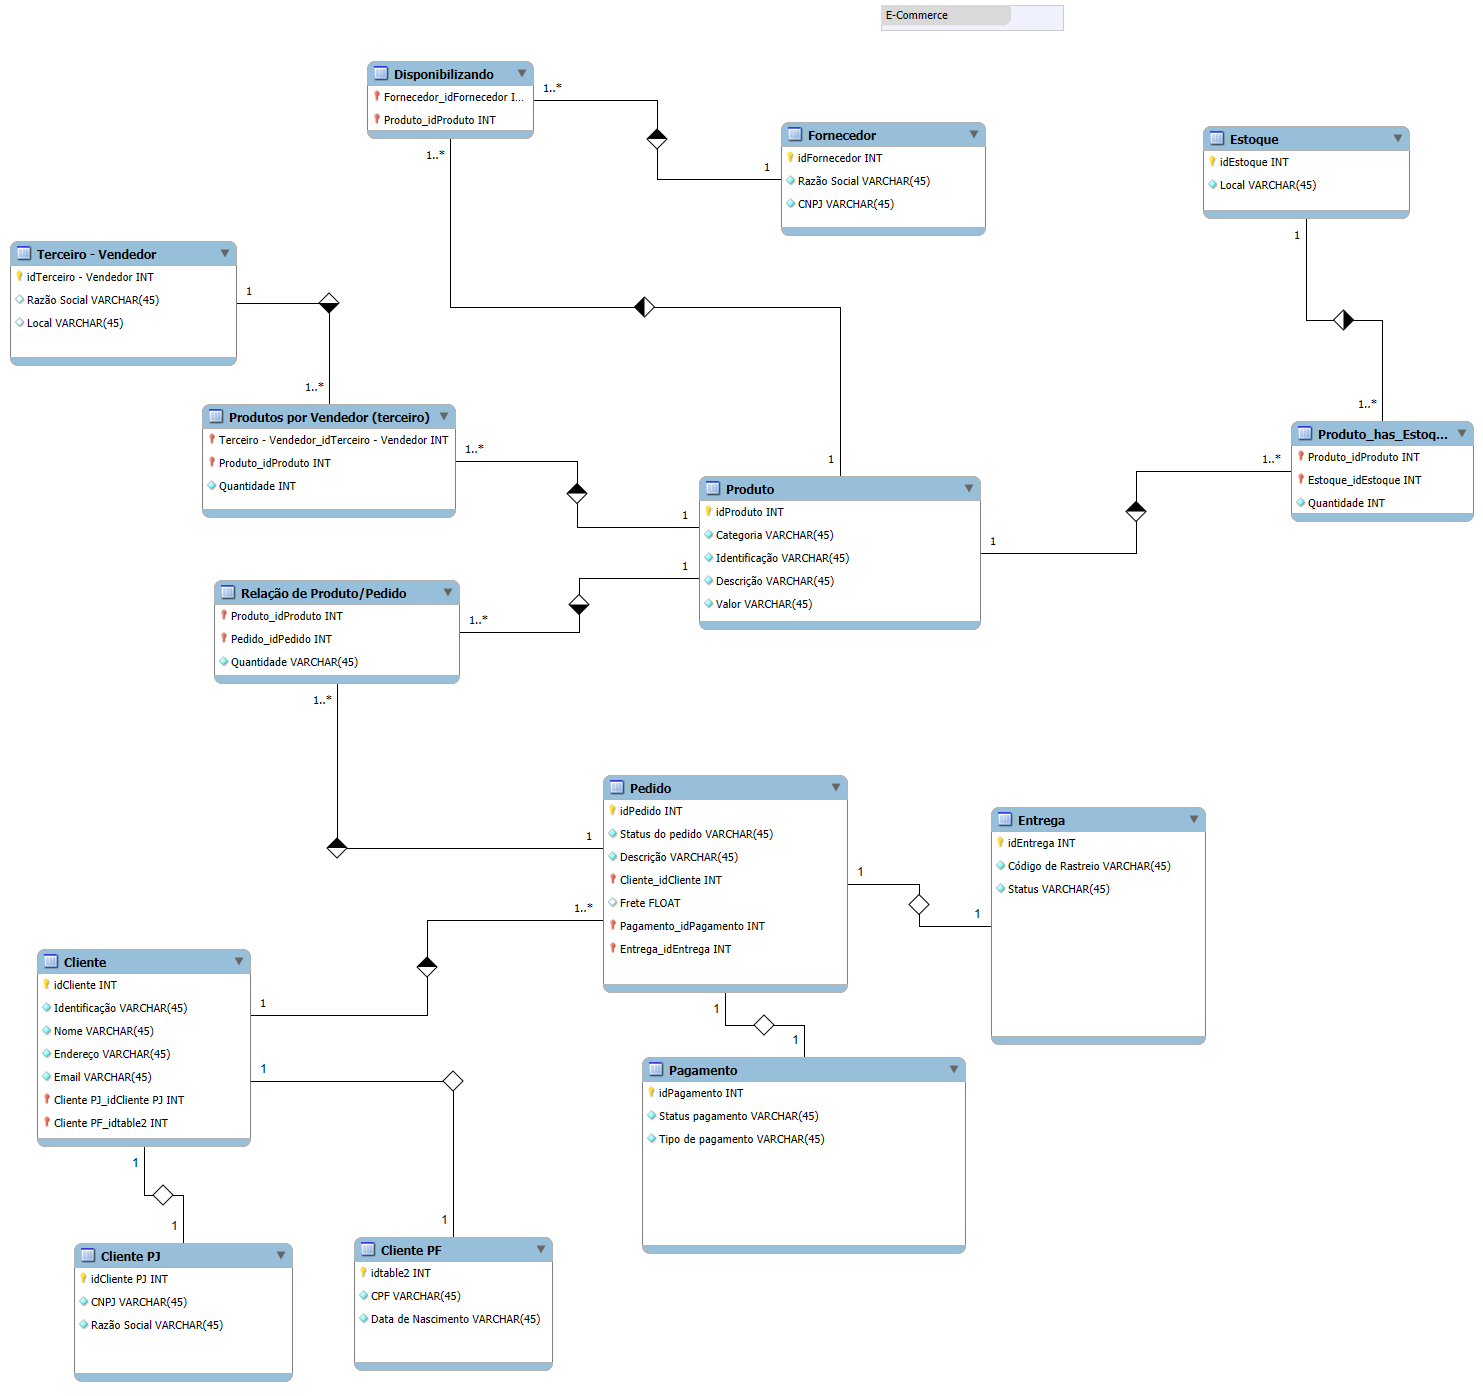 E-Commerce
Disponibilizando
Fornecedor_idFornecedor I...
Produto_idProduto INT
1..*
1..*
1
Fornecedor
idFornecedor INT
Razão Social VARCHAR(45)
CNPJ VARCHAR(45)
Estoque
idEstoque INT
Local VARCHAR(45)
1
1..*
Terceiro - Vendedor
idTerceiro - Vendedor INT
Razão Social VARCHAR(45)
Local VARCHAR(45)
1
1..*
Produtos por Vendedor (terceiro)
Terceiro - Vendedor_idTerceiro - Vendedor INT
Produto_idProduto INT
Quantidade INT
1..*
1
1
Produto
idProduto INT
Categoria VARCHAR(45)
Identificação VARCHAR(45)
Descrição VARCHAR(45)
Valor VARCHAR(45)
1
1..*
Produto_has_Estoq...
Produto_idProduto INT
Estoque_idEstoque INT
Quantidade INT
1
Relação de Produto/Pedido
Produto_idProduto INT
Pedido_idPedido INT
Quantidade VARCHAR(45)
1..*
1..*
1
Pedido
idPedido INT
Status do pedido VARCHAR(45)
Descrição VARCHAR(45)
Cliente_idCliente INT
Frete FLOAT
Pagamento_idPagamento INT
Entrega_idEntrega INT
1..*
1
1
Entrega
idEntrega INT
Código de Rastreio VARCHAR(45)
Status VARCHAR(45)
Cliente
idCliente INT
Identificação VARCHAR(45)
Nome VARCHAR(45)
Endereço VARCHAR(45)
Email VARCHAR(45)
Cliente PJ_idCliente PJ INT
Cliente PF_idtable2 INT
1
1
1
1
Pagamento
idPagamento INT
Status pagamento VARCHAR(45)
Tipo de pagamento VARCHAR(45)
1
1
1
Cliente PJ
idCliente PJ INT
CNPJ VARCHAR(45)
Razão Social VARCHAR(45)
Cliente PF
idtable2 INT
CPF VARCHAR(45)
Data de Nascimento VARCHAR(45)